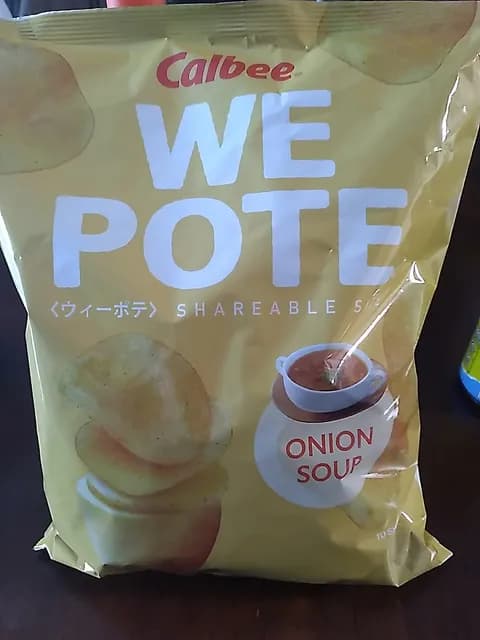 Calbee
WE
POTE
〈ウィーポテ〉 SHAREABLE
ONION
SOUP